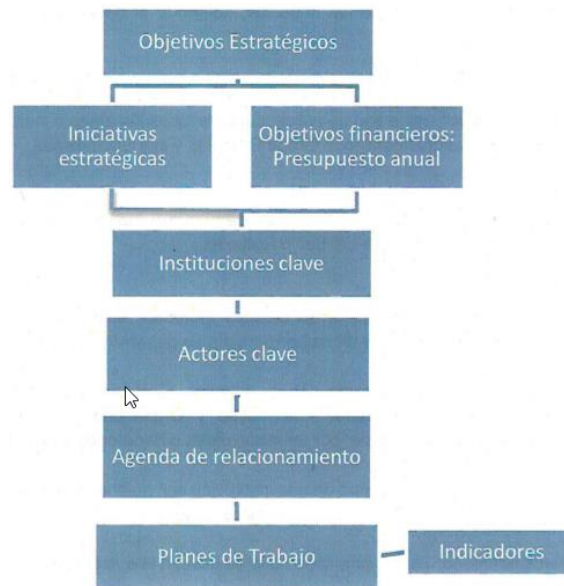 Objetivos Estratégicos
Iniciativas
estratégicas
Objetivos financieros:
Presupuesto anual
Instituciones clave
Actores clave
Agenda de relacionamiento
Planes de Trabajo
Indicadores